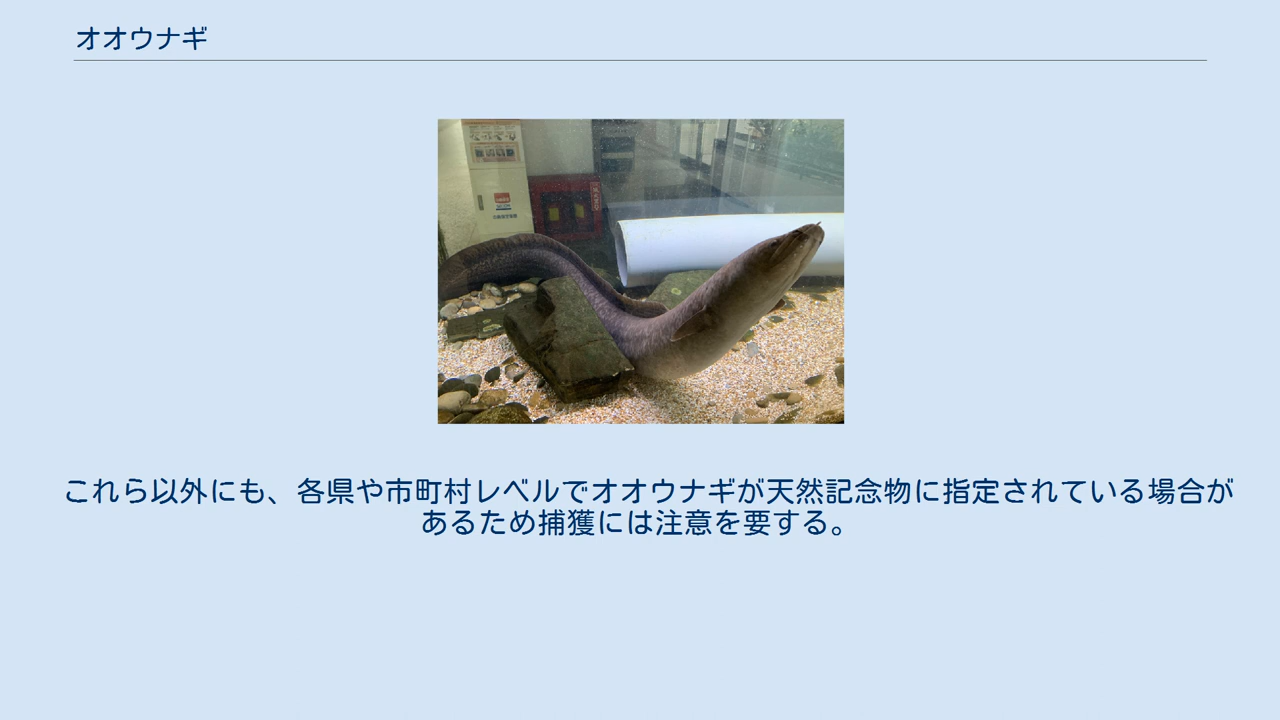 オオウナギ
これら以外にも、各県や市町村レベルでオオウナギが天然記念物に指定されている場合が
あるため捕獲には注意を要する。